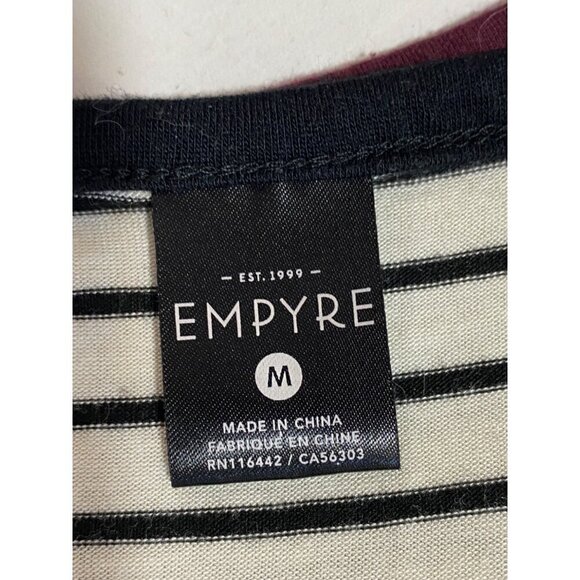 — EST. 1999 —
EMPYRE
M
MADE IN CHINA
FABRIQUE EN CHINE
RN116442 / CA56303